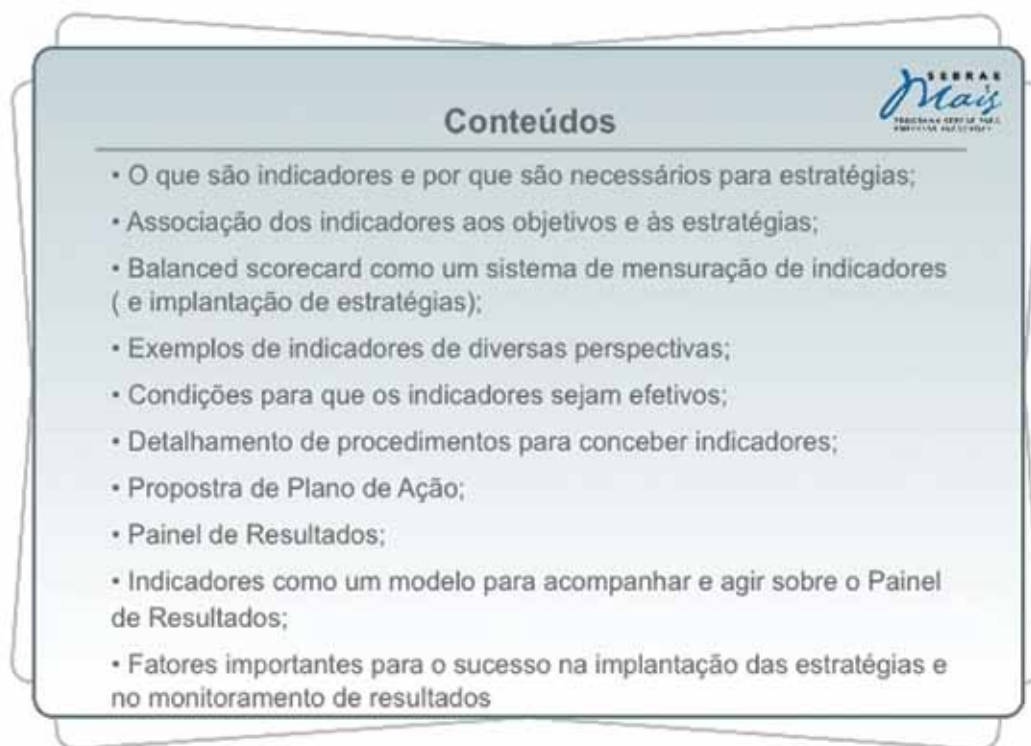 SEBRAE
Mais
Conteúdos
• O que são indicadores e por que são necessários para estratégias;
• Associação dos indicadores aos objetivos e às estratégias;
• Balanced scorecard como um sistema de mensuração de indicadores
( e implantação de estratégias);
• Exemplos de indicadores de diversas perspectivas;
• Condições para que os indicadores sejam efetivos;
• Detalhamento de procedimentos para conceber indicadores;
• Propostra de Plano de Ação;
• Painel de Resultados;
• Indicadores como um modelo para acompanhar e agir sobre o Painel
de Resultados;
• Fatores importantes para o sucesso na implantação das estratégias e
no monitoramento de resultados